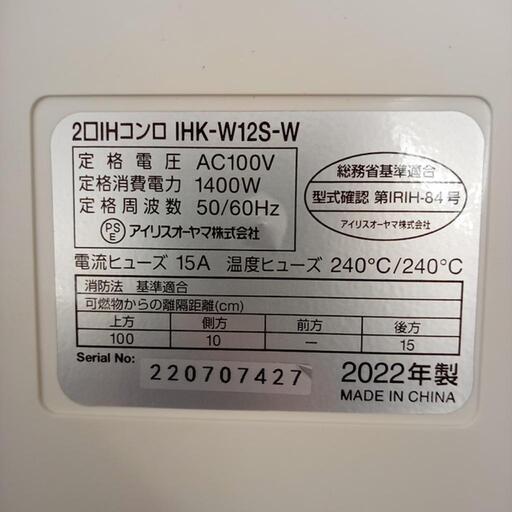 2口IHコンロ IHK-W12S-W
定格電圧 AC100V
定格消費電力 1400W
定格周波数 50/60Hz
PSE アイリスオーヤマ株式会社
総務省基準適合
型式確認 第IRIH-84号
アイリスオーヤマ株式会社
電流ヒューズ 15A 温度ヒューズ 240°C/240°C
消防法 基準適合
可燃物からの離隔距離(cm)
上方 側方 前方 後方
100 10 — 15
Serial No: 220707427 2022年製
MADE IN CHINA